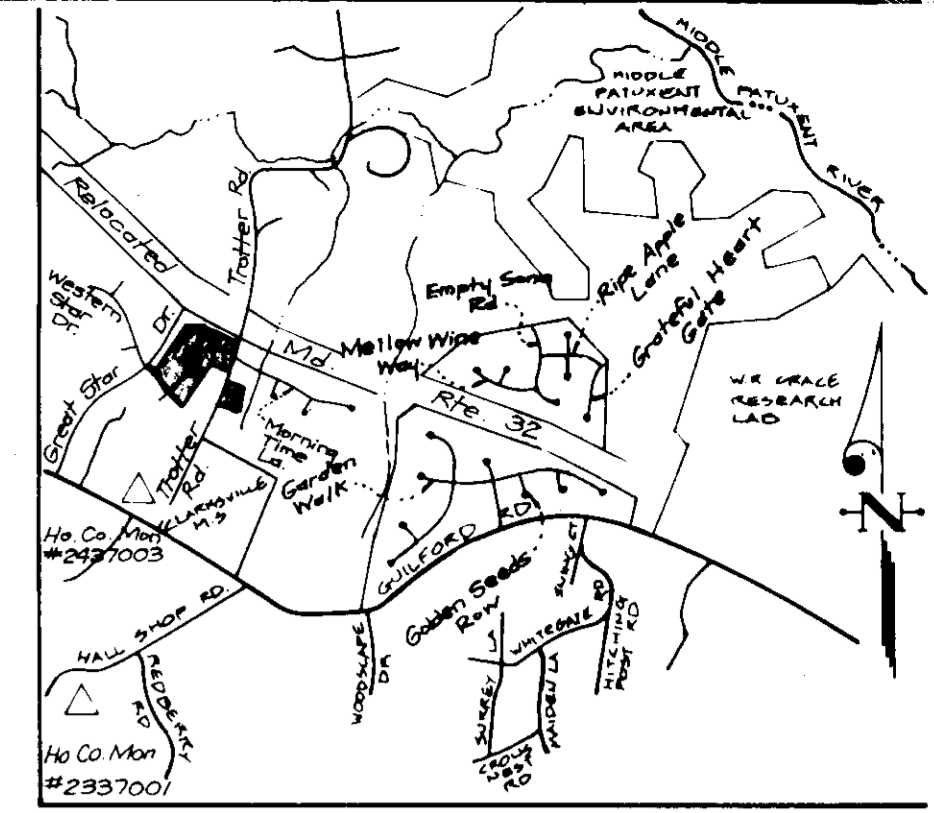 MIDDLE
PATUXENT
RIVER
MIDDLE
PATUXENT
ENVIRONMENTAL
AREA
Relocated
Md.
Rte. 32
Trotter Rd.
Western
Star
Dr.
Great Star
Dr.
Empty Song
Rd
Ripe Apple
Lane
Grateful Heart
Gate
Mellow Wine
Way
W.R. GRACE
RESEARCH
LAB
Morning
Time
La.
Garden
Walk
Trotter
Rd.
CLARKSVILLE
M.S
Ho. Co. Mon
#2437003
GUILFORD RD
Golden Seeds
Row
N
HALL SHOP RD.
REDBERRY
RD
WOODSCAPE
DR
SURREY LA
WHITEGATE RD
HITCHING
POST RD
MAIDEN LA
CROWS
NEST
RD
Ho Co. Mon
#2337001